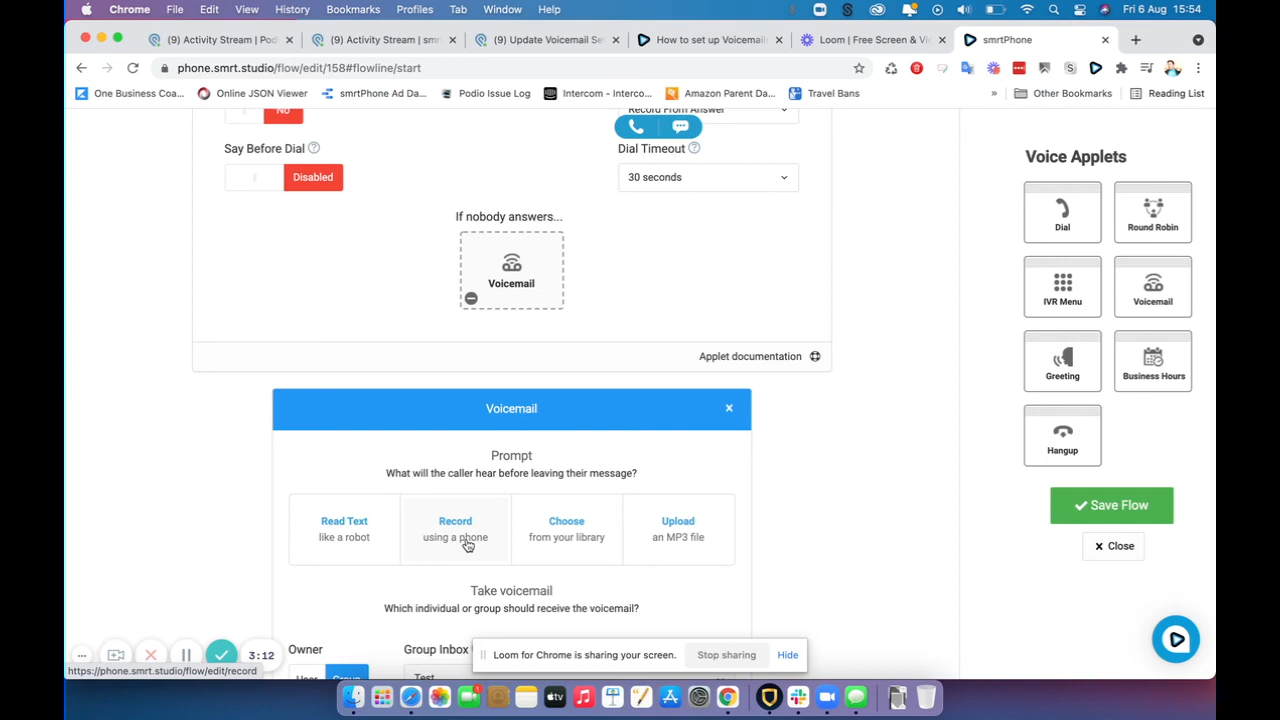 Chrome File Edit View History Bookmarks Profiles Tab Window Help Fri 6 Aug 15:54
(9) Activity Stream | Pod
(9) Activity Stream | smr
(9) Update Voicemail Se
How to set up Voicemail
Loom | Free Screen & Vi
smrtPhone
phone.smrt.studio/flow/edit/158#flowline/start
One Business Coa... Online JSON Viewer smrtPhone Ad Da... Podio Issue Log Intercom - Interco... Amazon Parent Da... Travel Bans » Other Bookmarks Reading List
No
Record From Answer
Say Before Dial
Dial Timeout
Disabled
30 seconds
If nobody answers...
Voicemail
Applet documentation
Voicemail
Prompt
What will the caller hear before leaving their message?
Read Text
like a robot
Record
using a phone
Choose
from your library
Upload
an MP3 file
Take voicemail
Which individual or group should receive the voicemail?
Owner
Group Inbox
User Group
Test
Voice Applets
Dial
Round Robin
IVR Menu
Voicemail
Greeting
Business Hours
Hangup
Save Flow
Close
3:12
Loom for Chrome is sharing your screen. Stop sharing Hide
https://phone.smrt.studio/flow/edit/record